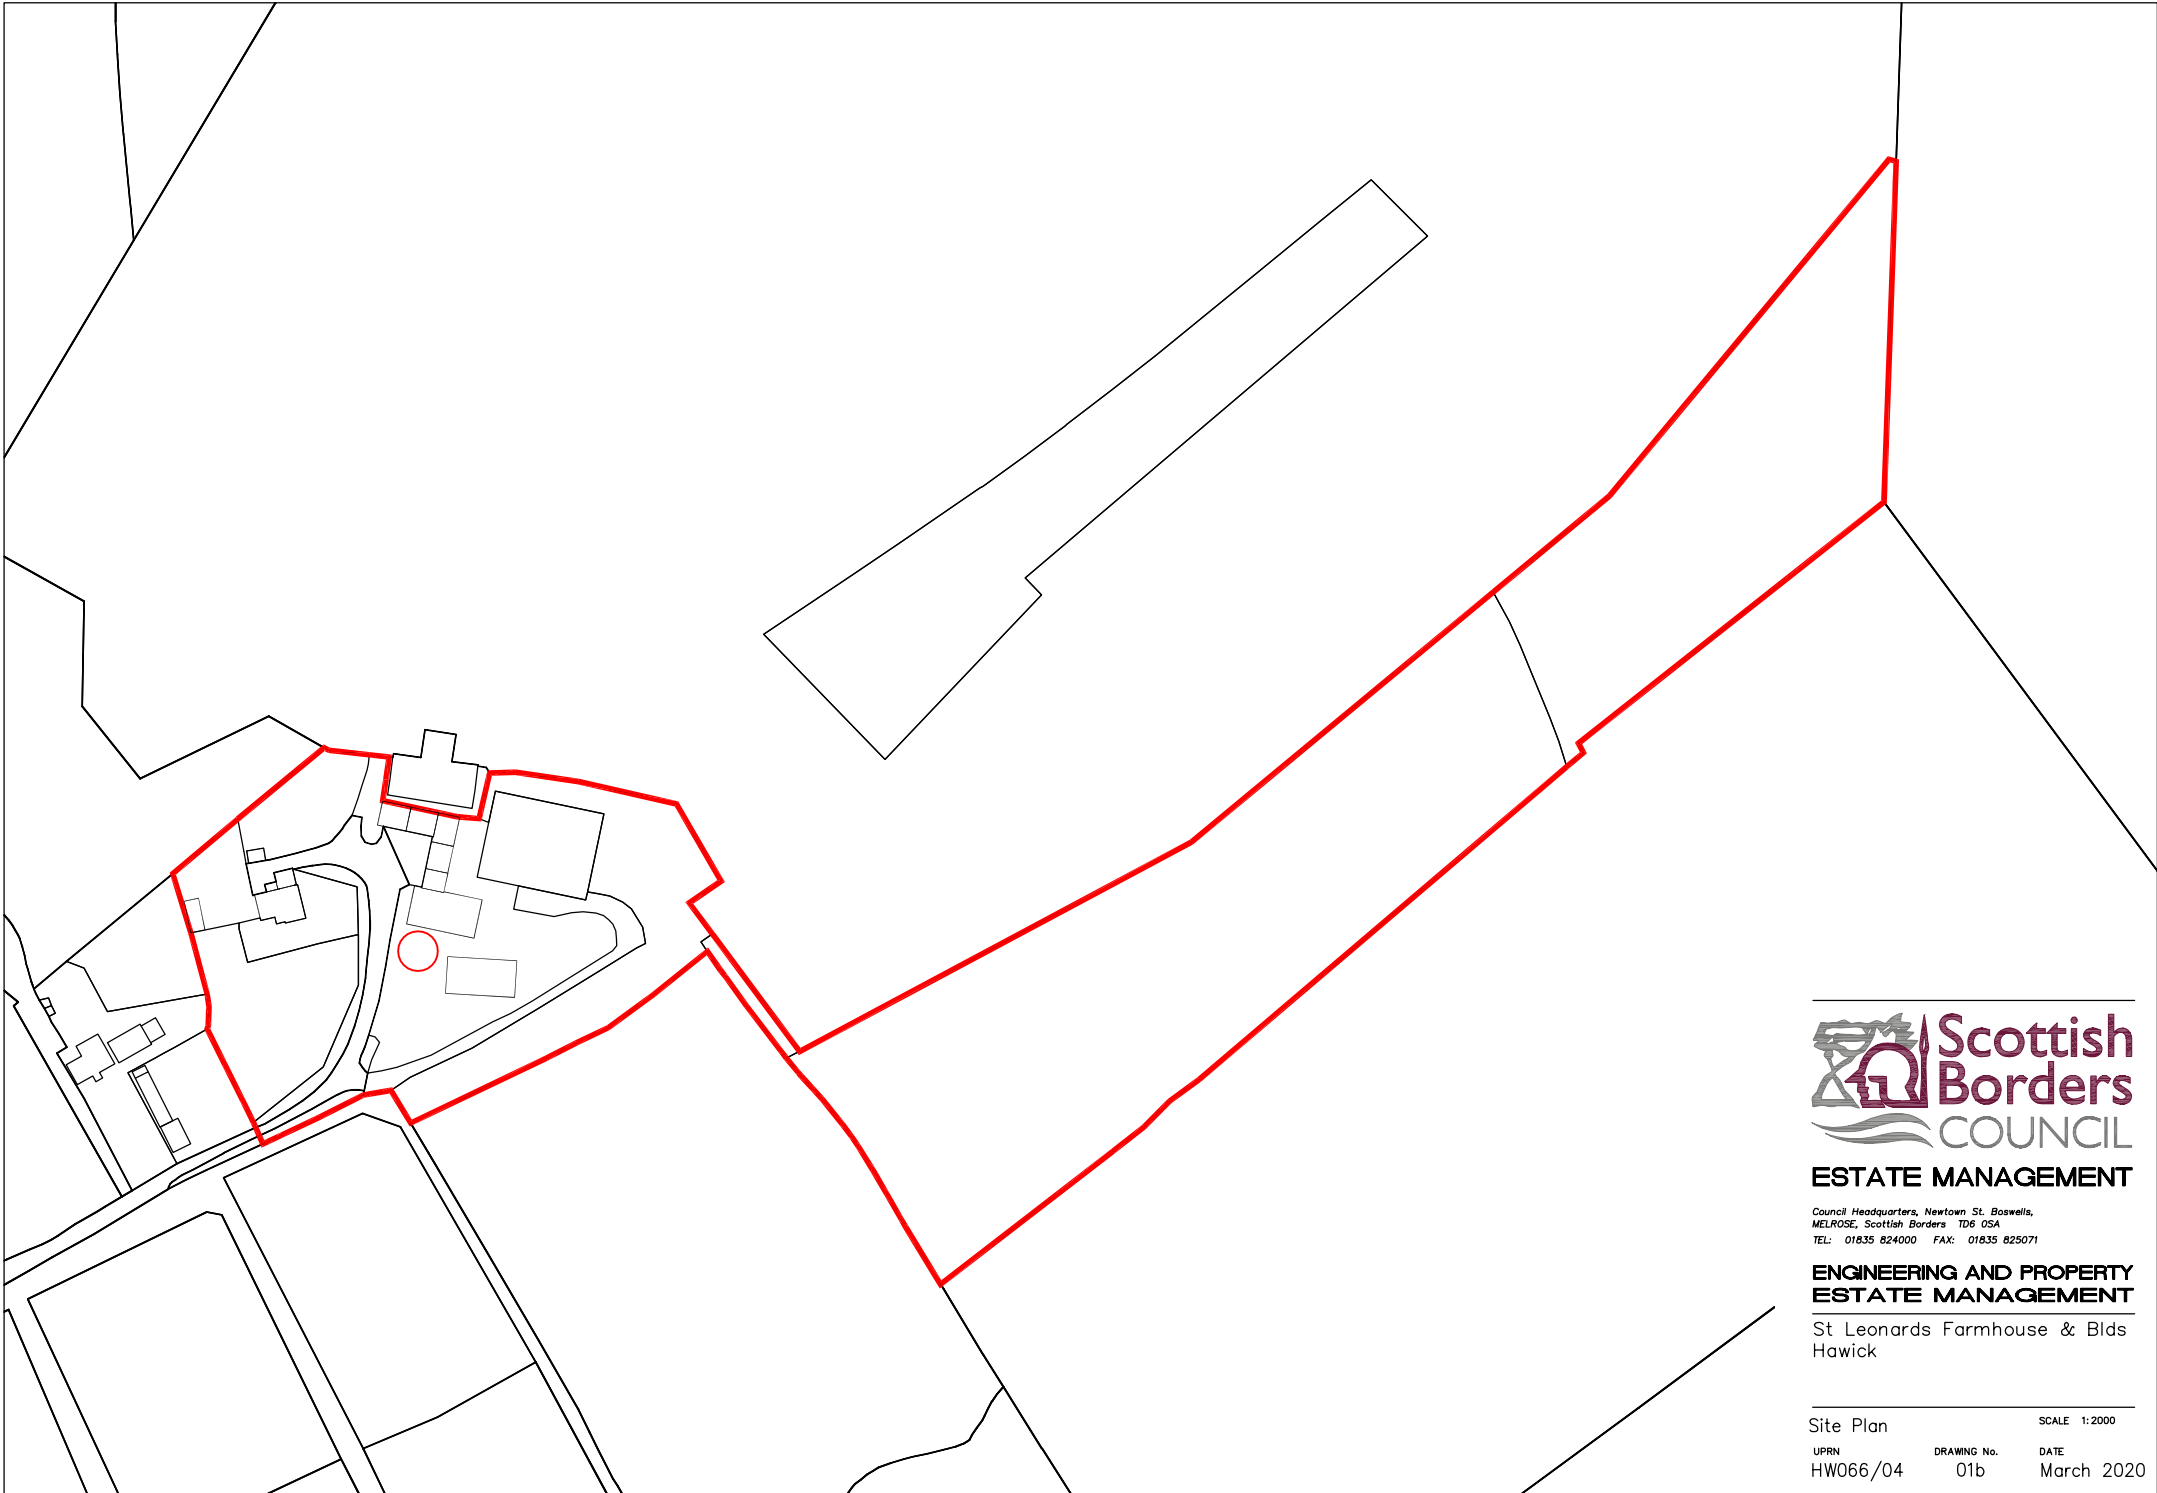 Scottish
Borders
COUNCIL
ESTATE MANAGEMENT
Council Headquarters, Newtown St. Boswells,
MELROSE, Scottish Borders TD6 0SA
TEL: 01835 824000 FAX: 01835 825071
ENGINEERING AND PROPERTY
ESTATE MANAGEMENT
St Leonards Farmhouse & Blds
Hawick
Site Plan SCALE 1:2000
UPRN DRAWING No. DATE
HW066/04 01b March 2020